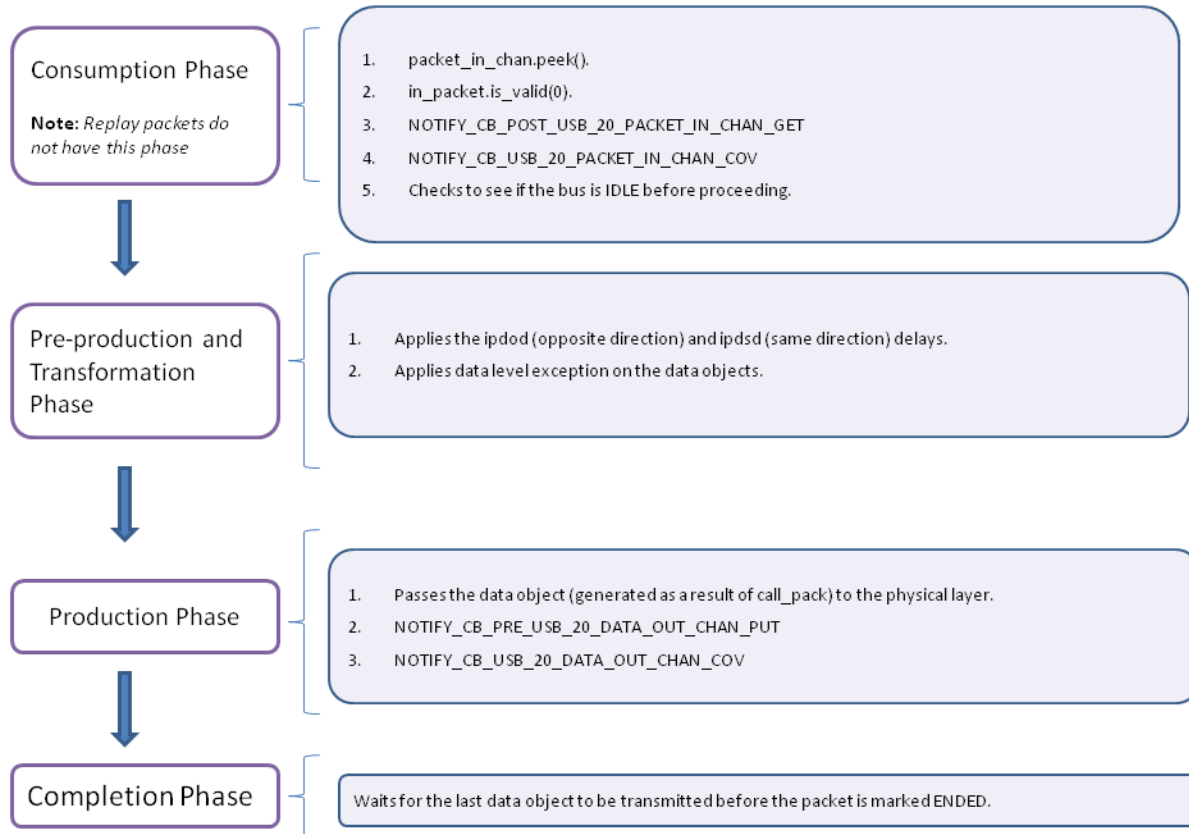 Consumption Phase
Note: Replay packets do
not have this phase
1. packet_in_chan.peek().
2. in_packet.is_valid(0).
3. NOTIFY_CB_POST_USB_20_PACKET_IN_CHAN_GET
4. NOTIFY_CB_USB_20_PACKET_IN_CHAN_COV
5. Checks to see if the bus is IDLE before proceeding.
Pre-production and
Transformation
Phase
1. Applies the ipdod (opposite direction) and ipdsd (same direction) delays.
2. Applies data level exception on the data objects.
Production Phase
1. Passes the data object (generated as a result of call_pack) to the physical layer.
2. NOTIFY_CB_PRE_USB_20_DATA_OUT_CHAN_PUT
3. NOTIFY_CB_USB_20_DATA_OUT_CHAN_COV
Completion Phase
Waits for the last data object to be transmitted before the packet is marked ENDED.